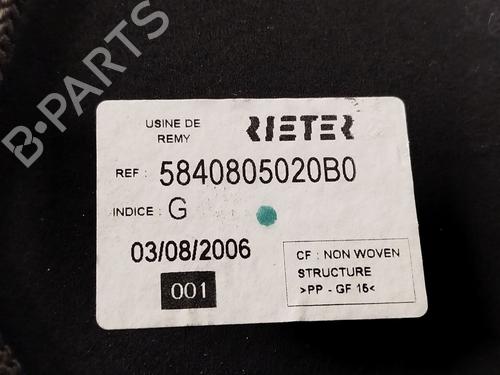 B-PARTS
USINE DE
REMY
RIETER
REF : 5840805020B0
INDICE : G
03/08/2006
001
CF : NON WOVEN
STRUCTURE
>PP - GF 15<